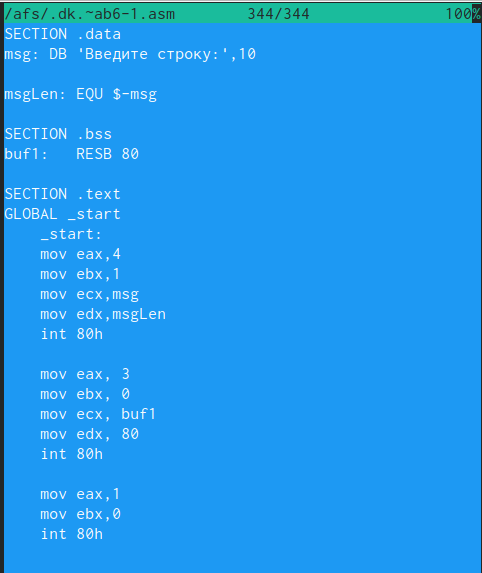 /afs/.dk.~ab6-1.asm 344/344 100%
SECTION .data
msg: DB 'Введите строку:',10
msgLen: EQU $-msg
SECTION .bss
buf1: RESB 80
SECTION .text
GLOBAL _start
_start:
mov eax,4
mov ebx,1
mov ecx,msg
mov edx,msgLen
int 80h
mov eax, 3
mov ebx, 0
mov ecx, buf1
mov edx, 80
int 80h
mov eax,1
mov ebx,0
int 80h